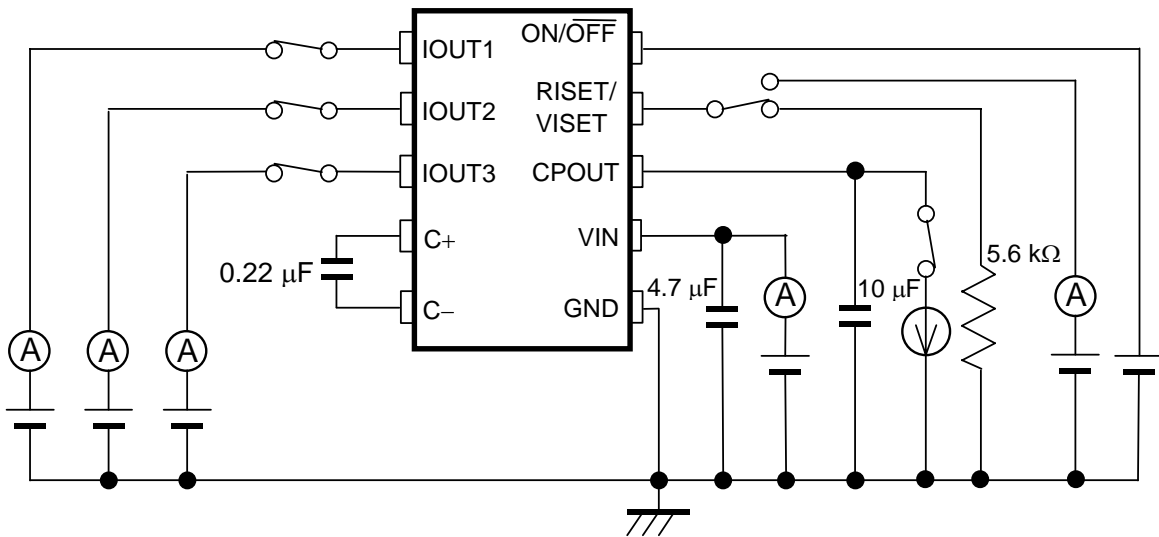 IOUT1
IOUT2
IOUT3
C+
C−
ON/OFF
RISET/
VISET
CPOUT
VIN
GND
0.22 μF
4.7 μF
10 μF
5.6 kΩ
A
A
A
A
A